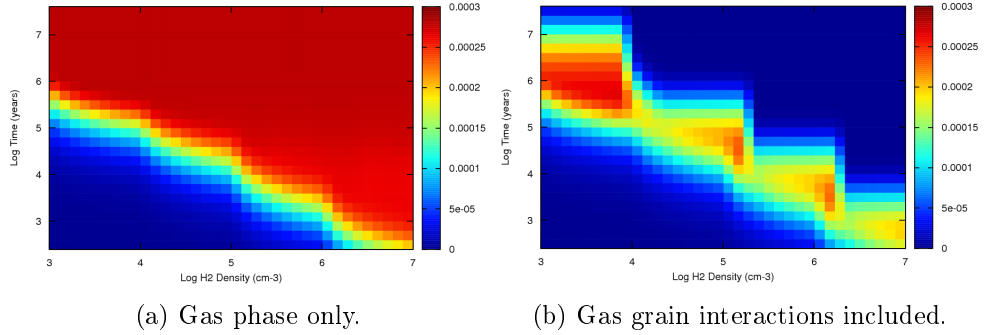 7
6
5
4
3
Log Time (years)
3 4 5 6 7
Log H2 Density (cm-3)
0.0003
0.00025
0.0002
0.00015
0.0001
5e-05
0
(a) Gas phase only.
7
6
5
4
3
Log Time (years)
3 4 5 6 7
Log H2 Density (cm-3)
0.0003
0.00025
0.0002
0.00015
0.0001
5e-05
0
(b) Gas grain interactions included.